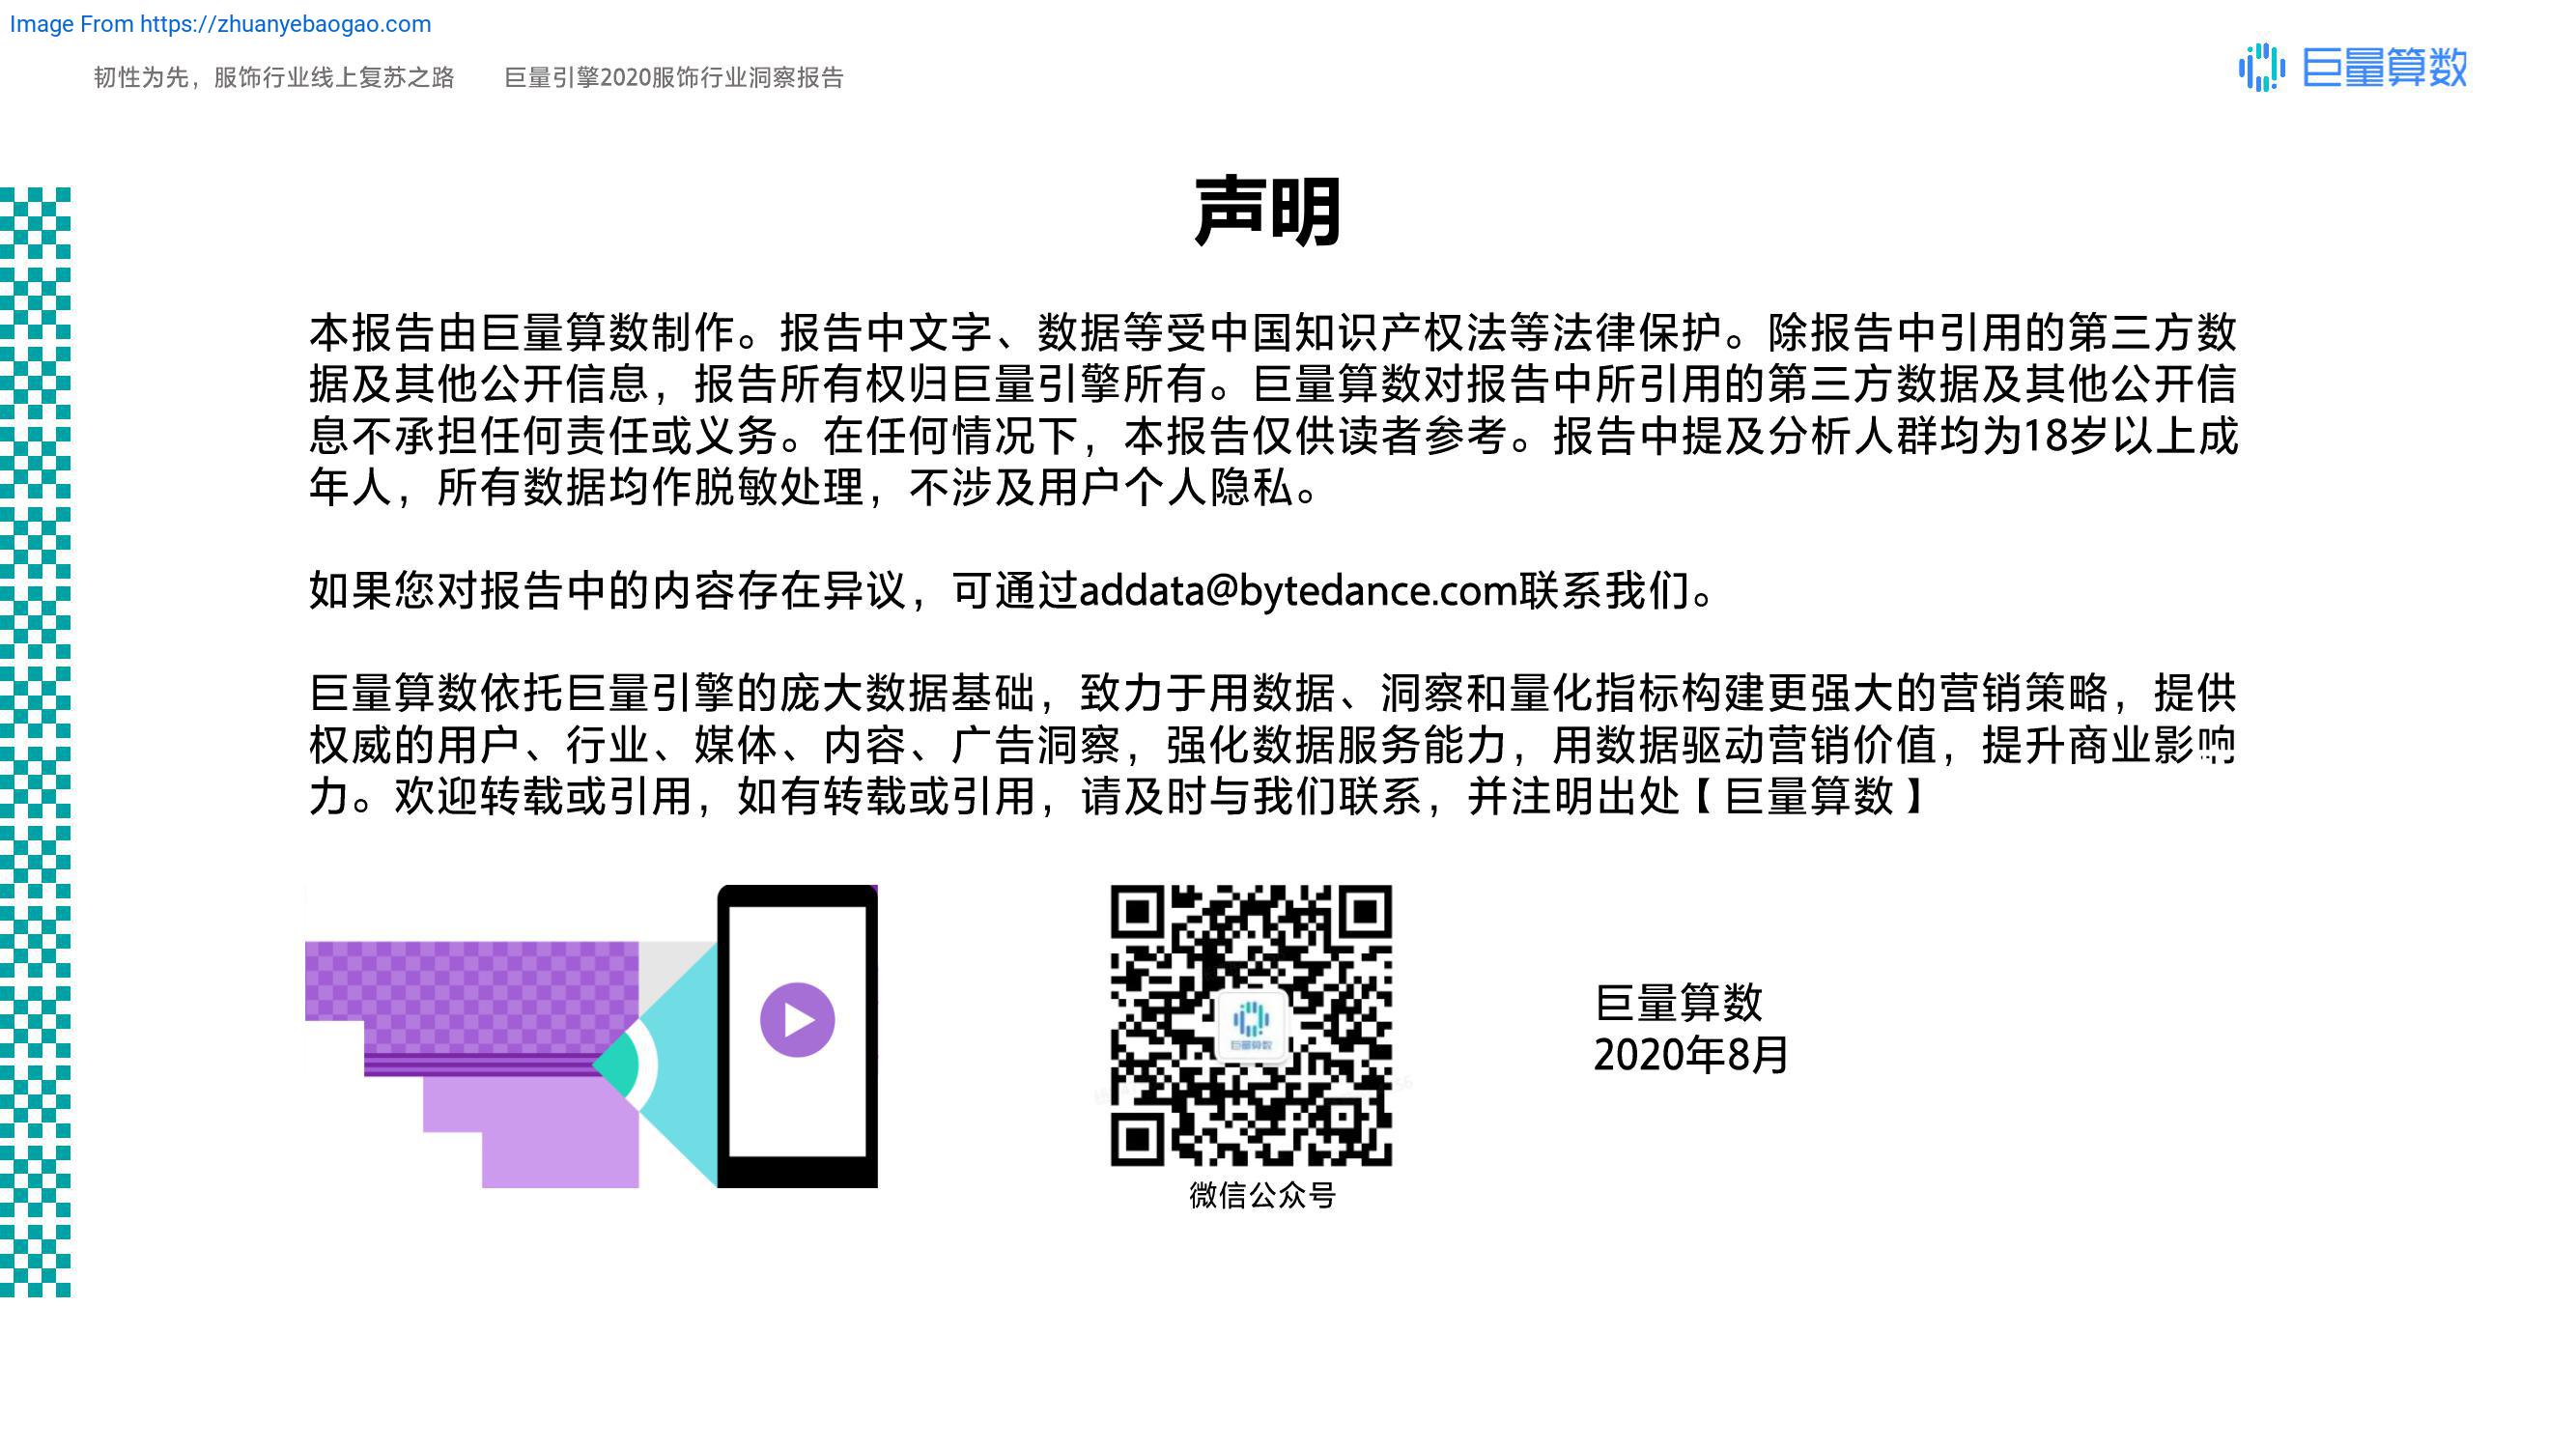 Image From https://zhuanyebaogao.com
韧性为先，服饰行业线上复苏之路 巨量引擎2020服饰行业洞察报告
巨量算数
声明
本报告由巨量算数制作。报告中文字、数据等受中国知识产权法等法律保护。除报告中引用的第三方数
据及其他公开信息，报告所有权归巨量引擎所有。巨量算数对报告中所引用的第三方数据及其他公开信
息不承担任何责任或义务。在任何情况下，本报告仅供读者参考。报告中提及分析人群均为18岁以上成
年人，所有数据均作脱敏处理，不涉及用户个人隐私。
如果您对报告中的内容存在异议，可通过addata@bytedance.com联系我们。
巨量算数依托巨量引擎的庞大数据基础，致力于用数据、洞察和量化指标构建更强大的营销策略，提供
权威的用户、行业、媒体、内容、广告洞察，强化数据服务能力，用数据驱动营销价值，提升商业影响
力。欢迎转载或引用，如有转载或引用，请及时与我们联系，并注明出处【巨量算数】
巨量算数
微信公众号
巨量算数
2020年8月